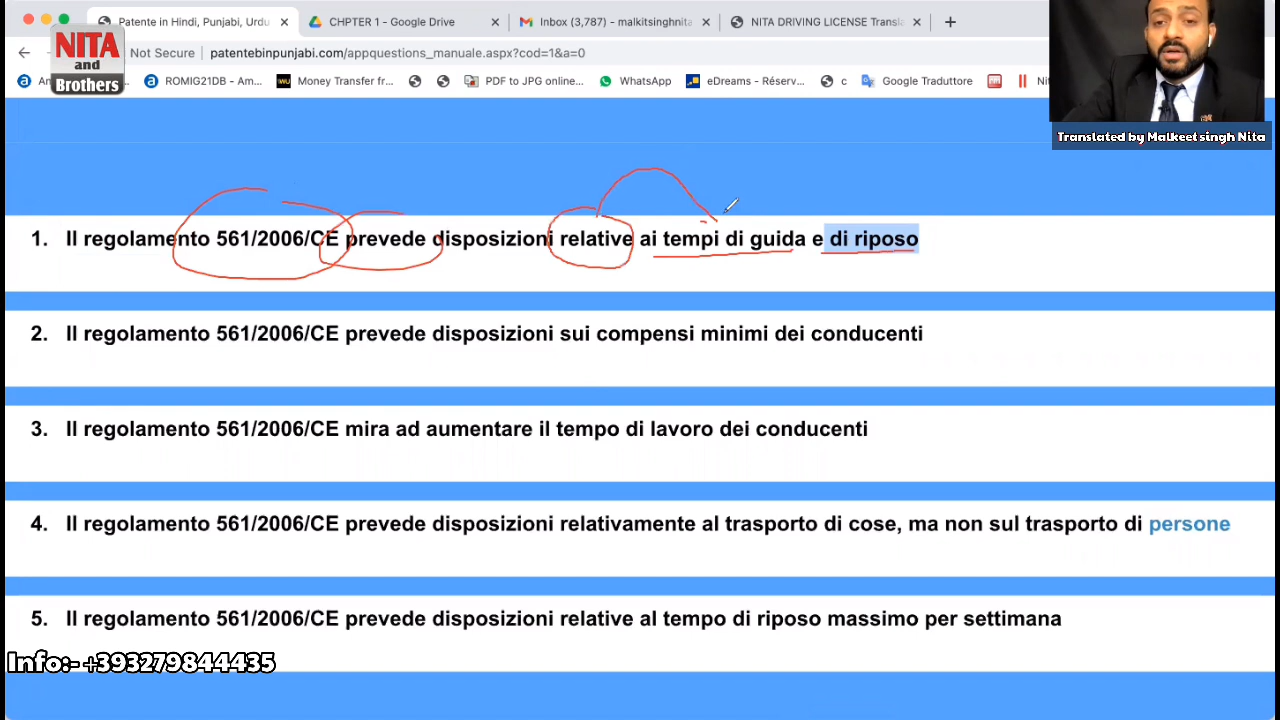 Patente in Hindi, Punjabi, Urdu
CHPTER 1 - Google Drive
Inbox (3,787) - malkitsinghnita
NITA DRIVING LICENSE Transla
NITA
and
Brothers
Not Secure
patentebinpunjabi.com/appquestions_manuale.aspx?cod=1&a=0
ROMIG21DB - Am...
Money Transfer fr...
PDF to JPG online...
WhatsApp
eDreams - Réserv...
c
Google Traduttore
Translated by Malkeet singh Nita
1. Il regolamento 561/2006/CE prevede disposizioni relative ai tempi di guida e di riposo
2. Il regolamento 561/2006/CE prevede disposizioni sui compensi minimi dei conducenti
3. Il regolamento 561/2006/CE mira ad aumentare il tempo di lavoro dei conducenti
4. Il regolamento 561/2006/CE prevede disposizioni relativamente al trasporto di cose, ma non sul trasporto di persone
5. Il regolamento 561/2006/CE prevede disposizioni relative al tempo di riposo massimo per settimana
Info:- +393279844435